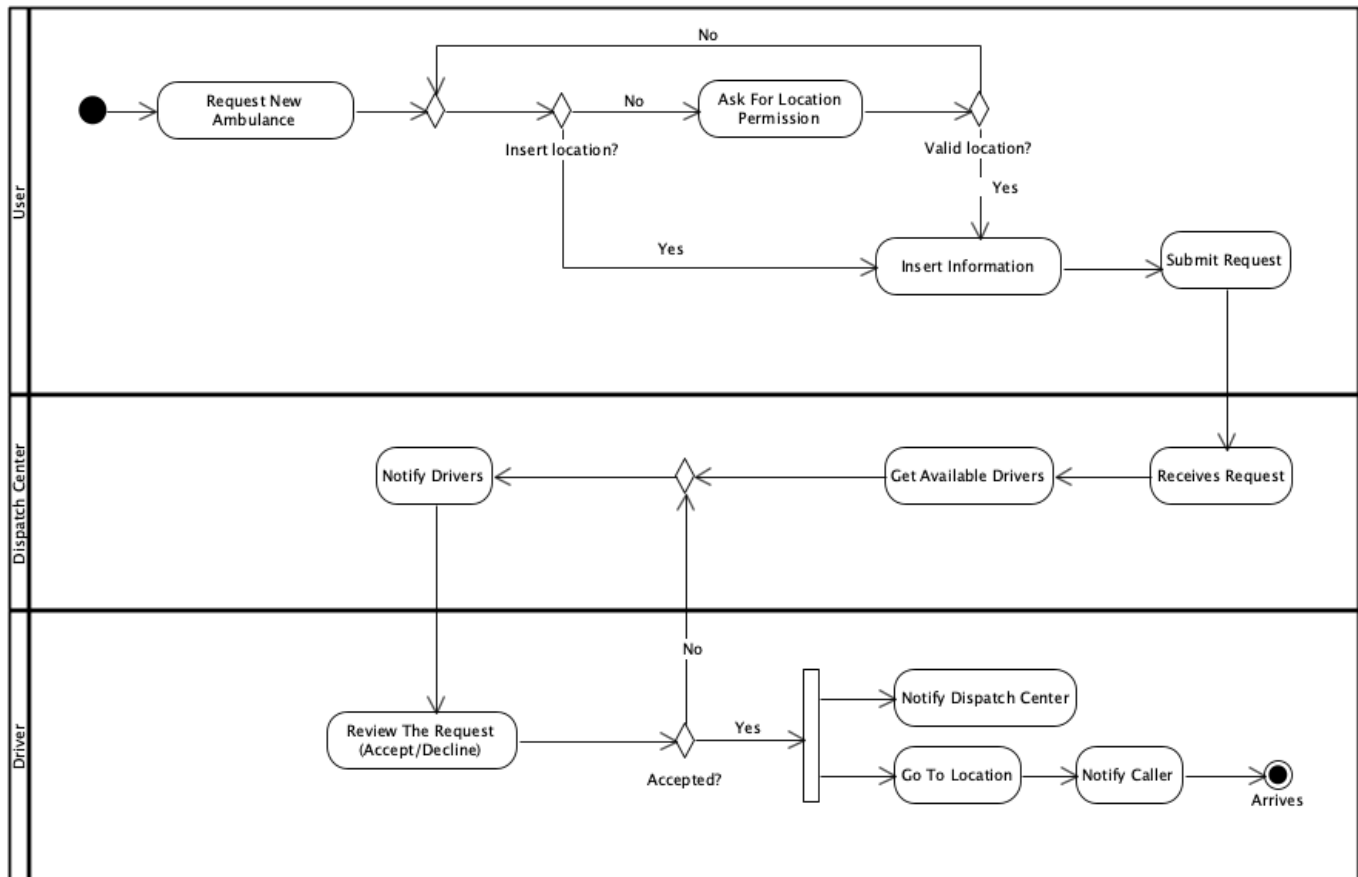 User
No
Request New
Ambulance
No
Ask For Location
Permission
Insert location?
Valid location?
Yes
Yes
Insert Information
Submit Request
Dispatch Center
Notify Drivers
Get Available Drivers
Receives Request
Driver
No
Notify Dispatch Center
Review The Request
(Accept/Decline)
Yes
Accepted?
Go To Location
Notify Caller
Arrives